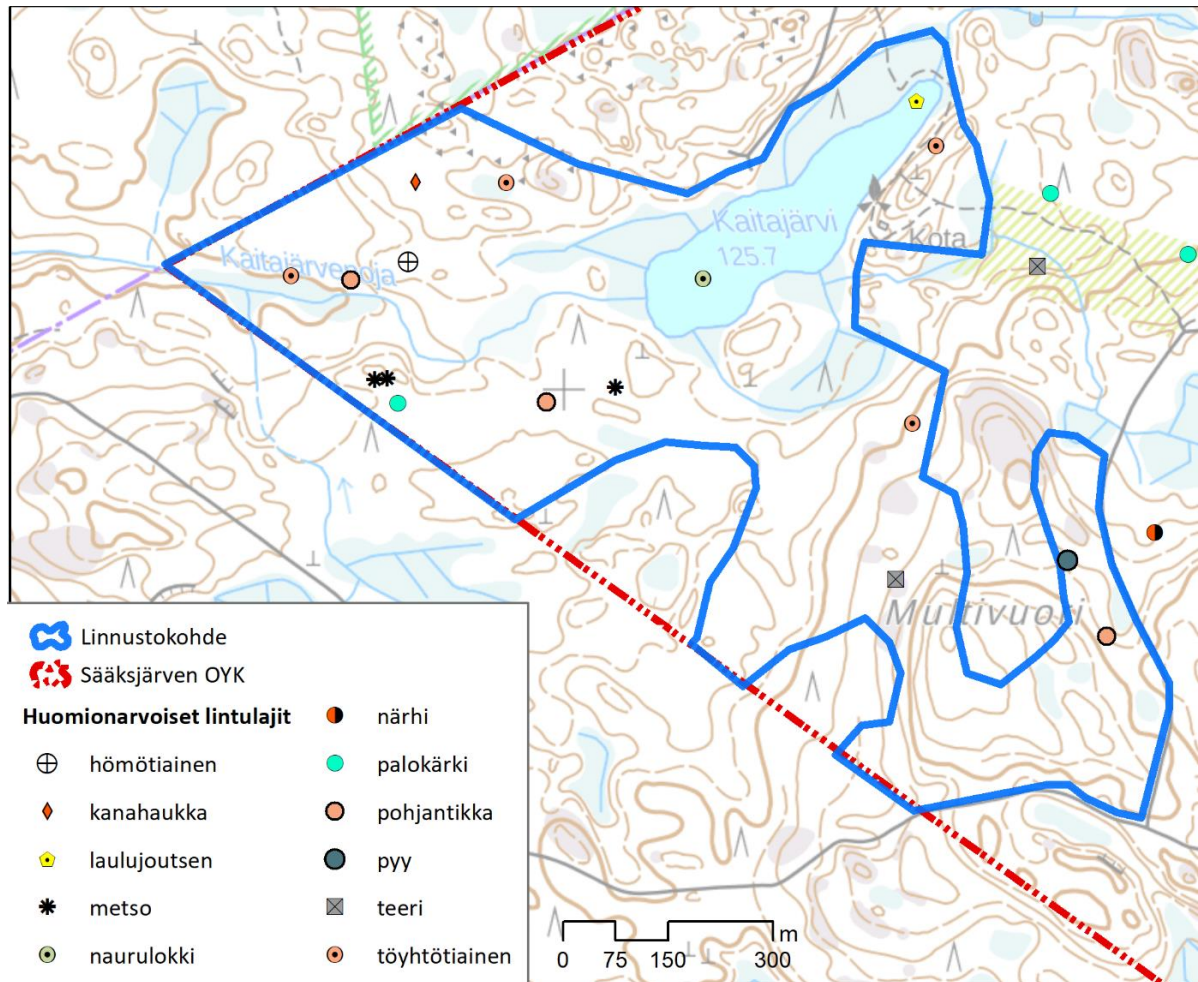 Kaitajärvi
125.7
Kota
Kaitajärvenoja
Multivuori
Linnustokohde
Sääksjärven OYK
Huomionarvoiset lintulajit
hömötiainen
kanahaukka
laulujoutsen
metso
naurulokki
närhi
palokärki
pohjantikka
pyy
teeri
töyhtötiainen
0 75 150 300 m